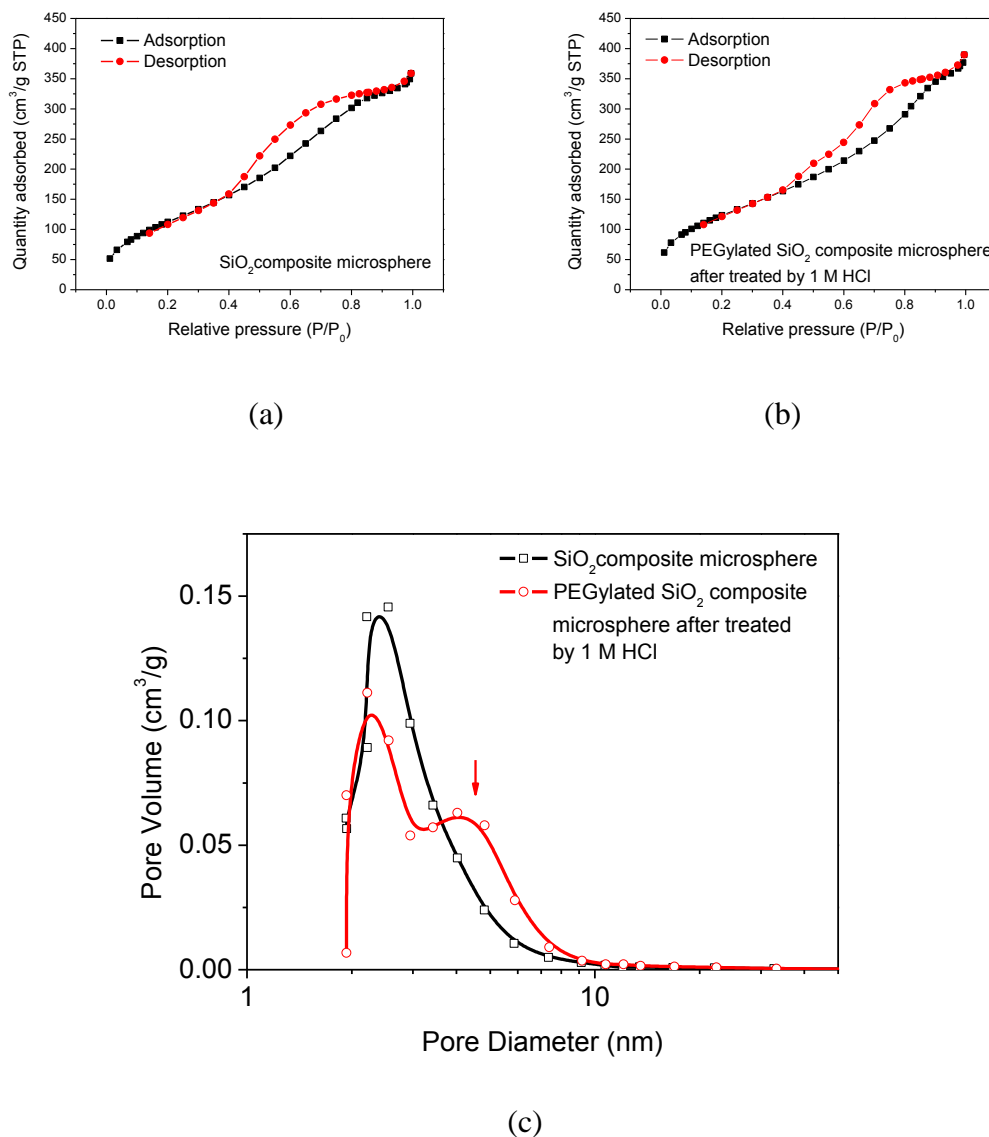 450
400
350
300
250
200
150
100
50
0
Quantity adsorbed (cm³/g STP)
Adsorption
Desorption
SiO₂composite microsphere
0.0 0.2 0.4 0.6 0.8 1.0
Relative pressure (P/P₀)
(a)
450
400
350
300
250
200
150
100
50
0
Quantity adsorbed (cm³/g STP)
Adsorption
Desorption
PEGylated SiO₂ composite microsphere
after treated by 1 M HCl
0.0 0.2 0.4 0.6 0.8 1.0
Relative pressure (P/P₀)
(b)
0.15
0.10
0.05
0.00
Pore Volume (cm³/g)
SiO₂composite microsphere
PEGylated SiO₂ composite
microsphere after treated
by 1 M HCl
1 10
Pore Diameter (nm)
(c)